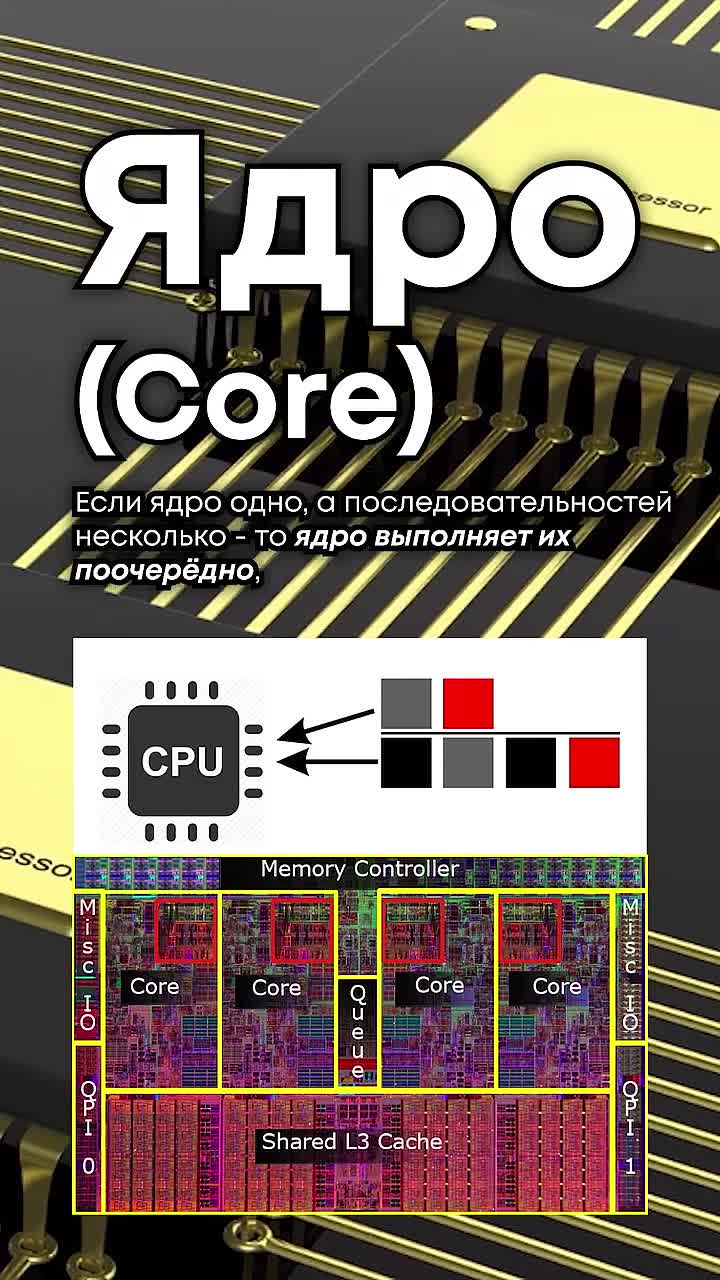 Ядро
(Core)
Если ядро одно, а последовательностей
несколько - то ядро выполняет их
поочерёдно,
CPU
Memory Controller
Misc IO
Core
Core
Queue
Core
Core
Misc IO
QPI 0
Shared L3 Cache
QPI 1